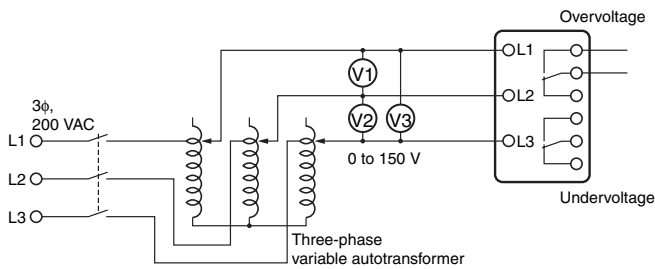 Overvoltage
L1
V1
3ϕ,
200 VAC
L2
V2 V3
L1
L3
0 to 150 V
L2
Undervoltage
L3
Three-phase
variable autotransformer